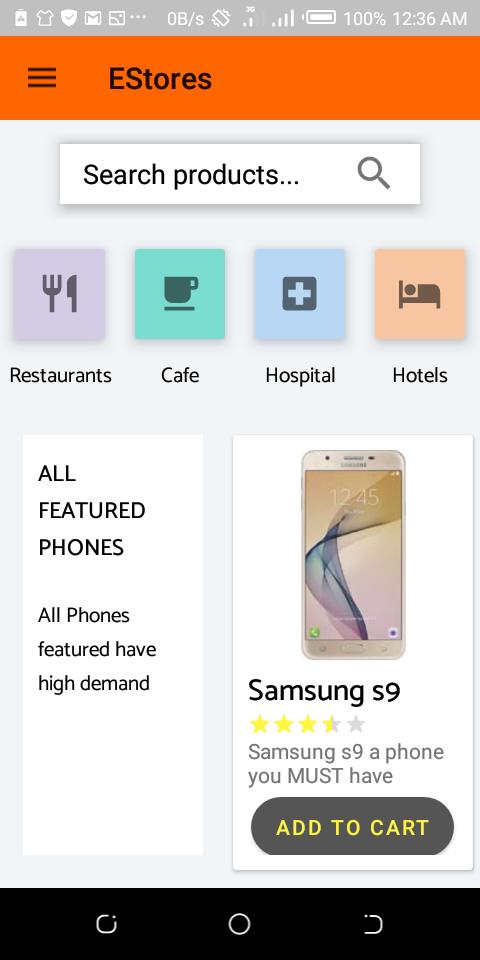 0B/s 3G 100% 12:36 AM
EStores
Search products...
Restaurants Cafe Hospital Hotels
ALL
FEATURED
PHONES
All Phones
featured have
high demand
SAMSUNG
12:45
Samsung s9
Samsung s9 a phone
you MUST have
ADD TO CART